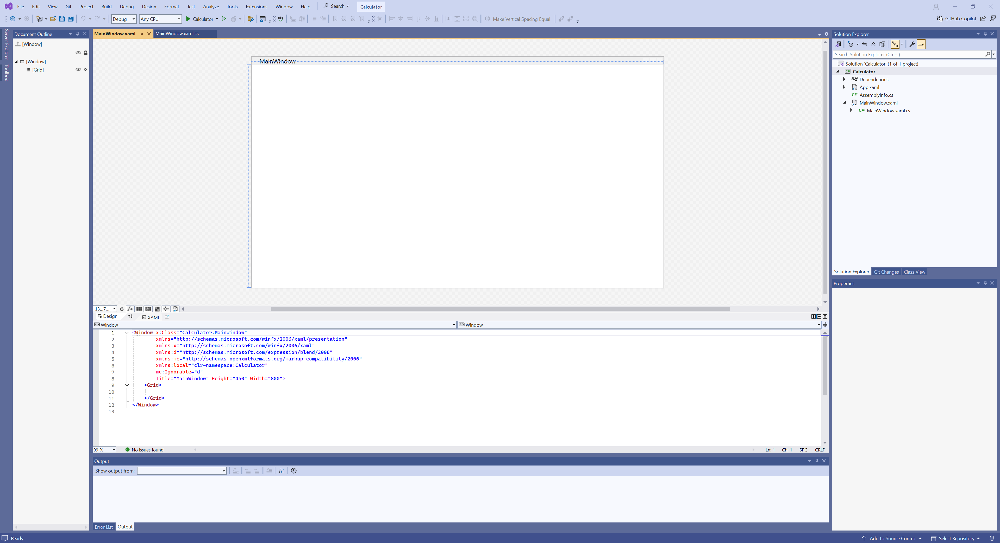 File Edit View Git Project Build Debug Design Format Test Analyze Tools Extensions Window Help Search Calculator
Debug Any CPU Calculator abc Make Vertical Spacing Equal GitHub Copilot
Server Explorer
Toolbox
Document Outline
[Window]
[Window]
[Grid]
MainWindow.xaml MainWindow.xaml.cs
MainWindow
131.7...
Design XAML
Window Window
1 <Window x:Class="Calculator.MainWindow"
2 xmlns="http://schemas.microsoft.com/winfx/2006/xaml/presentation"
3 xmlns:x="http://schemas.microsoft.com/winfx/2006/xaml"
4 xmlns:d="http://schemas.microsoft.com/expression/blend/2008"
5 xmlns:mc="http://schemas.openxmlformats.org/markup-compatibility/2006"
6 xmlns:local="clr-namespace:Calculator"
7 mc:Ignorable="d"
8 Title="MainWindow" Height="450" Width="800">
9 <Grid>
10
11 </Grid>
12 </Window>
13
99 % No issues found Ln: 1 Ch: 1 SPC CRLF
Output
Show output from:
Error List Output
Solution Explorer
Search Solution Explorer (Ctrl+;)
Solution 'Calculator' (1 of 1 project)
Calculator
Dependencies
App.xaml
C# AssemblyInfo.cs
MainWindow.xaml
C# MainWindow.xaml.cs
Solution Explorer Git Changes Class View
Properties
Ready Add to Source Control Select Repository